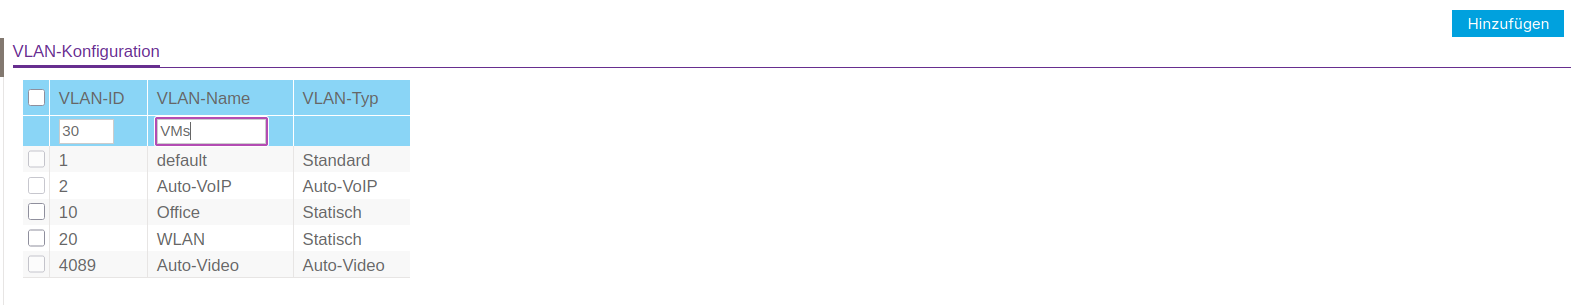 Hinzufügen
VLAN-Konfiguration
VLAN-ID VLAN-Name VLAN-Typ
30 VMs
1 default Standard
2 Auto-VoIP Auto-VoIP
10 Office Statisch
20 WLAN Statisch
4089 Auto-Video Auto-Video